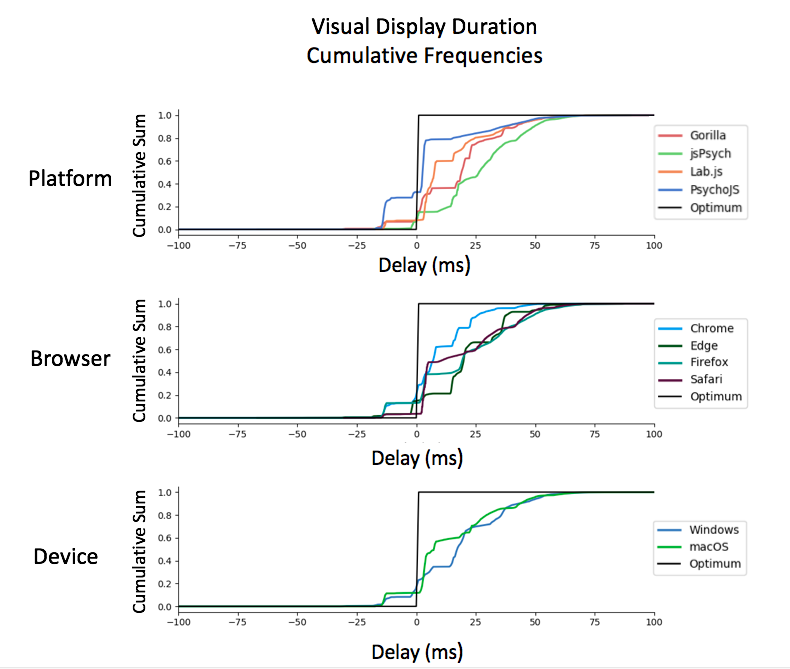 Visual Display Duration
Cumulative Frequencies
Platform
Cumulative Sum
1.0
0.8
0.6
0.4
0.2
0.0
−100 −75 −50 −25 0 25 50 75 100
Delay (ms)
Gorilla
jsPsych
Lab.js
PsychoJS
Optimum
Browser
Cumulative Sum
1.0
0.8
0.6
0.4
0.2
0.0
−100 −75 −50 −25 0 25 50 75 100
Delay (ms)
Chrome
Edge
Firefox
Safari
Optimum
Device
Cumulative Sum
1.0
0.8
0.6
0.4
0.2
0.0
−100 −75 −50 −25 0 25 50 75 100
Delay (ms)
Windows
macOS
Optimum